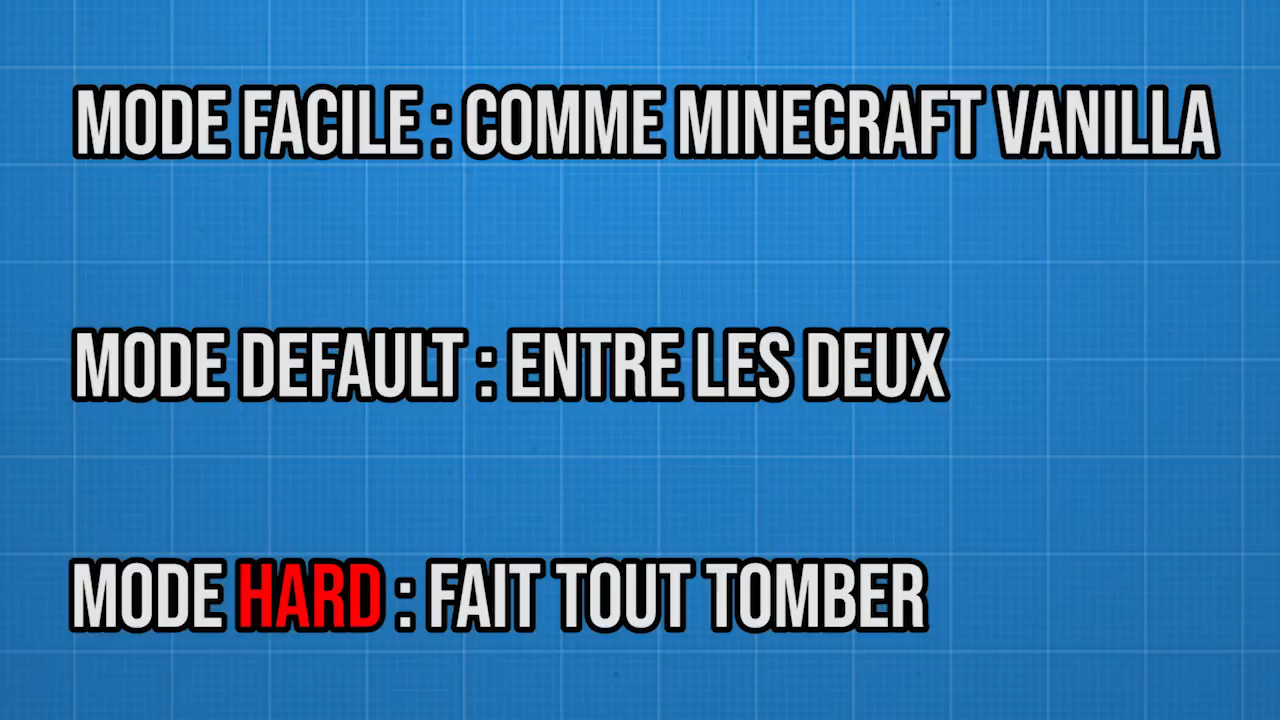 MODE FACILE : COMME MINECRAFT VANILLA
MODE DEFAULT : ENTRE LES DEUX
MODE HARD : FAIT TOUT TOMBER